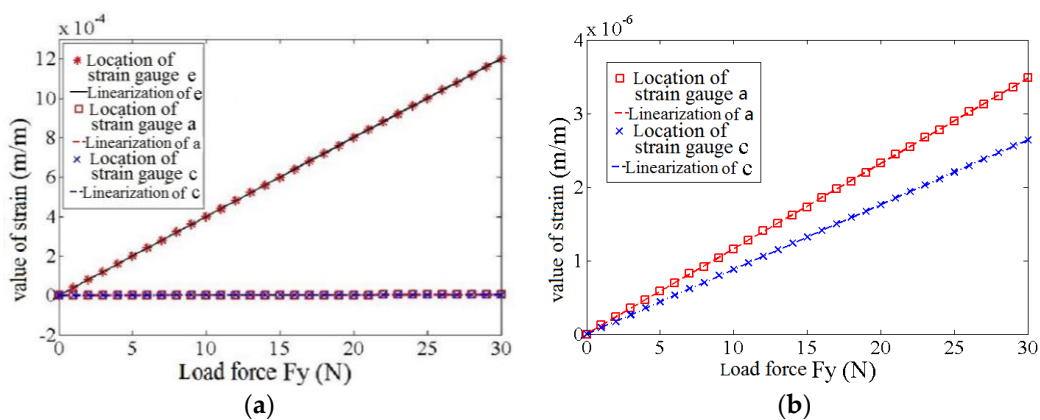 x 10-4
12
10
8
6
4
2
0
-2
value of strain (m/m)
Location of
strain gauge e
Linearization of e
Location of
strain gauge a
Linearization of a
Location of
strain gauge c
Linearization of c
0 5 10 15 20 25 30
Load force Fy (N)
(a)
x 10-6
4
3
2
1
0
value of strain (m/m)
Location of
strain gauge a
Linearization of a
Location of
strain gauge c
Linearization of c
0 5 10 15 20 25 30
Load force Fy (N)
(b)